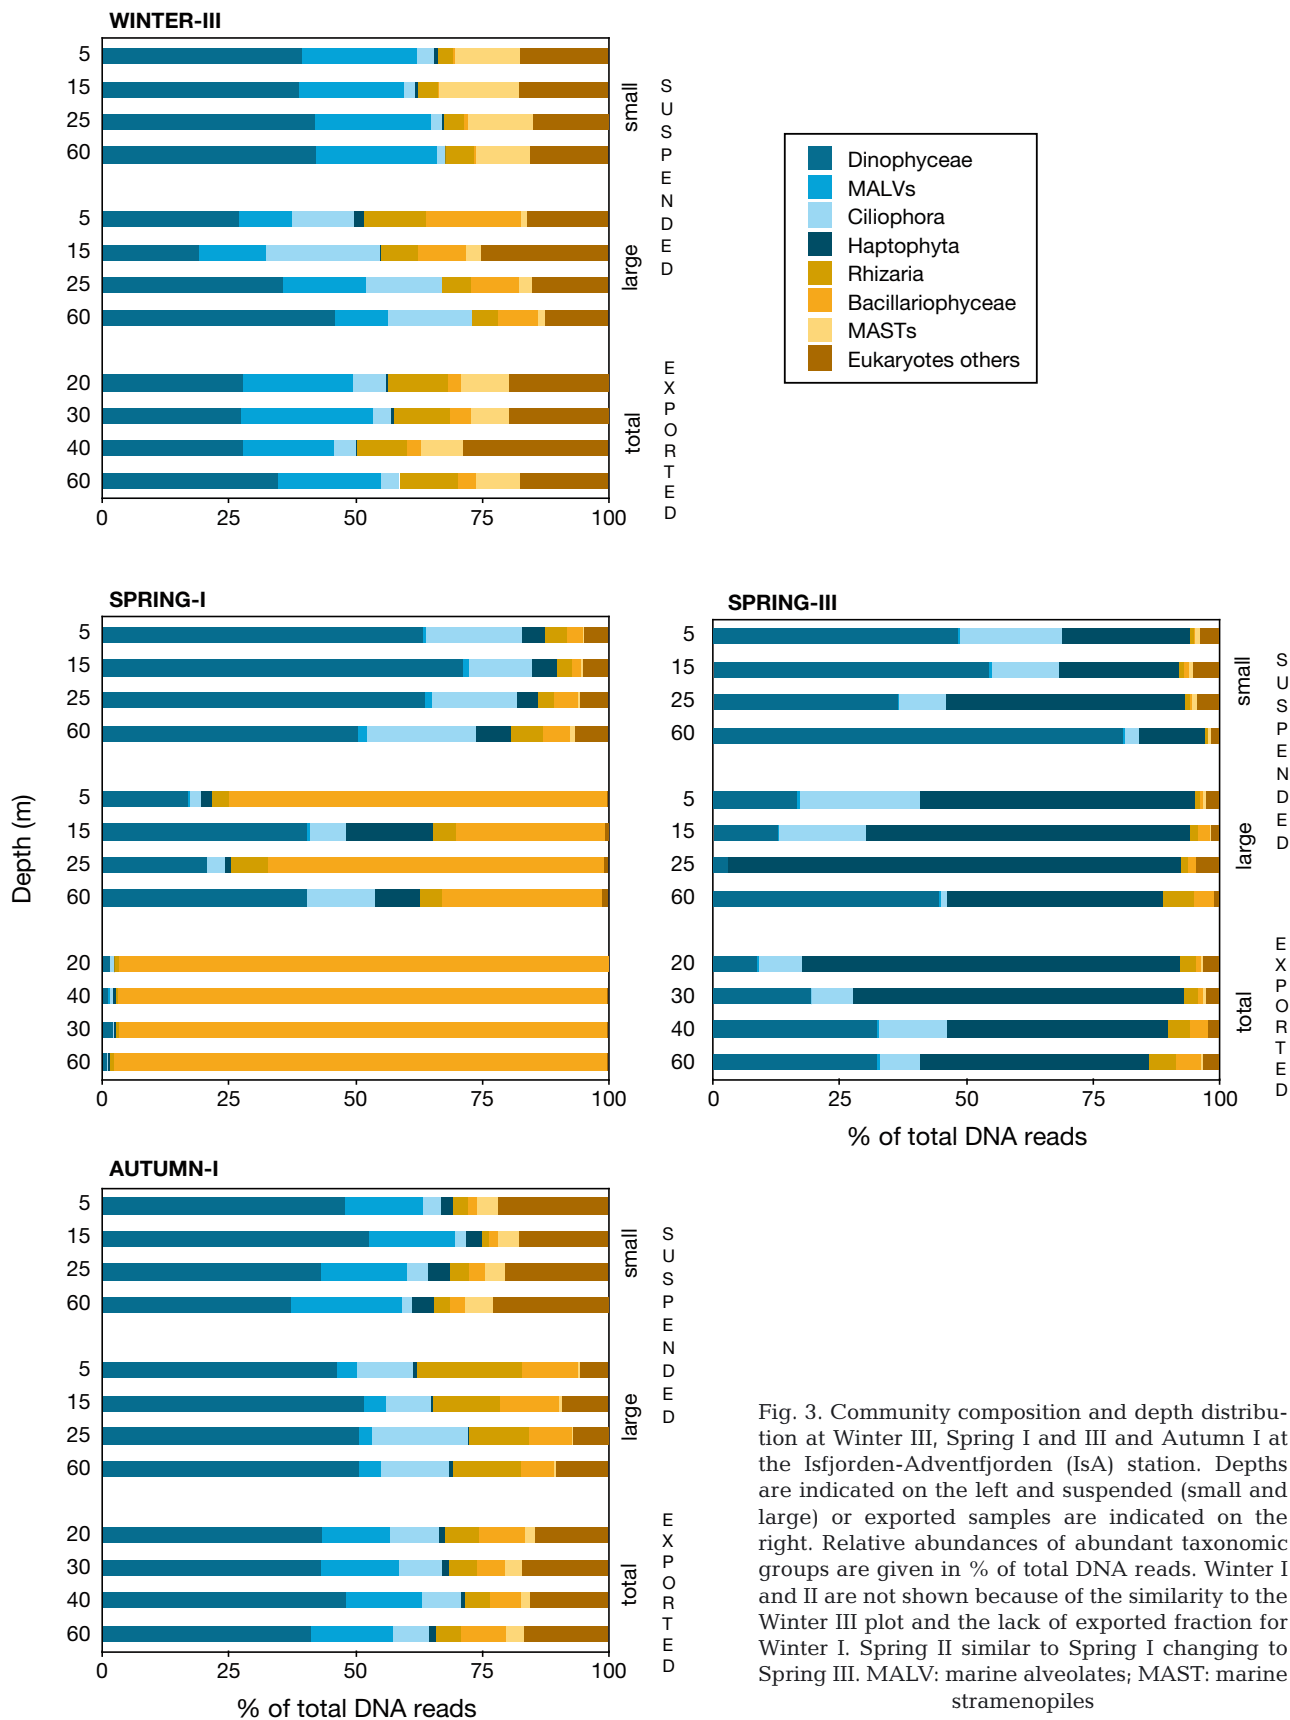 WINTER-III
5
15
25
60
small
5
15
25
60
large
SUSPENDED
20
30
40
60
total
EXPORTED
0 25 50 75 100
Dinophyceae
MALVs
Ciliophora
Haptophyta
Rhizaria
Bacillariophyceae
MASTs
Eukaryotes others
Depth (m)
SPRING-I
5
15
25
60
5
15
25
60
20
40
30
60
0 25 50 75 100
SPRING-III
5
15
25
60
small
5
15
25
60
large
SUSPENDED
20
30
40
60
total
EXPORTED
0 25 50 75 100
% of total DNA reads
AUTUMN-I
5
15
25
60
small
5
15
25
60
large
SUSPENDED
20
30
40
60
total
EXPORTED
0 25 50 75 100
% of total DNA reads
Fig. 3. Community composition and depth distribu-
tion at Winter III, Spring I and III and Autumn I at
the Isfjorden-Adventfjorden (IsA) station. Depths
are indicated on the left and suspended (small and
large) or exported samples are indicated on the
right. Relative abundances of abundant taxonomic
groups are given in % of total DNA reads. Winter I
and II are not shown because of the similarity to the
Winter III plot and the lack of exported fraction for
Winter I. Spring II similar to Spring I changing to
Spring III. MALV: marine alveolates; MAST: marine
stramenopiles